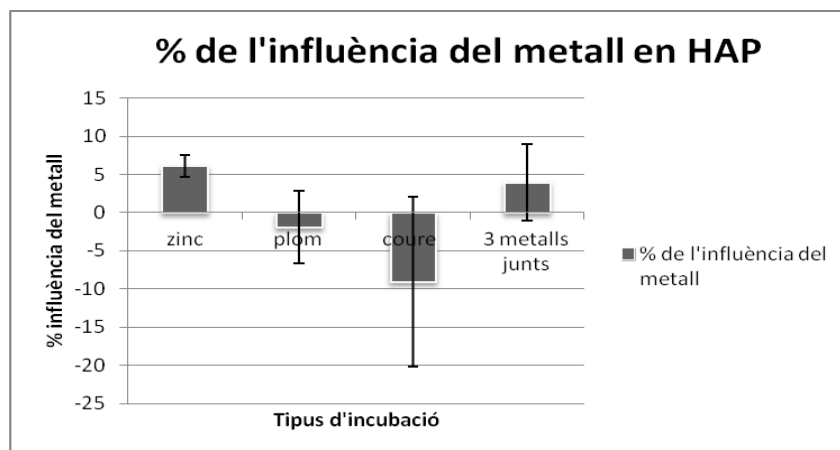 % de l'influència del metall en HAP
15
10
5
0
-5
-10
-15
-20
-25
% influència del metall
zinc
plom
coure
3 metalls
junts
Tipus d'incubació
% de l'influència del
metall